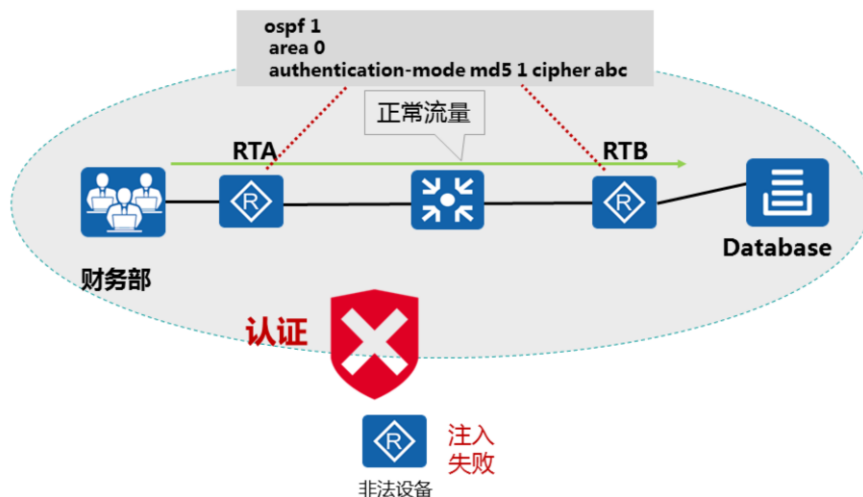 ospf 1
area 0
authentication-mode md5 1 cipher abc
正常流量
RTA
RTB
R
R
Database
财务部
认证
R
注入
失败
非法设备